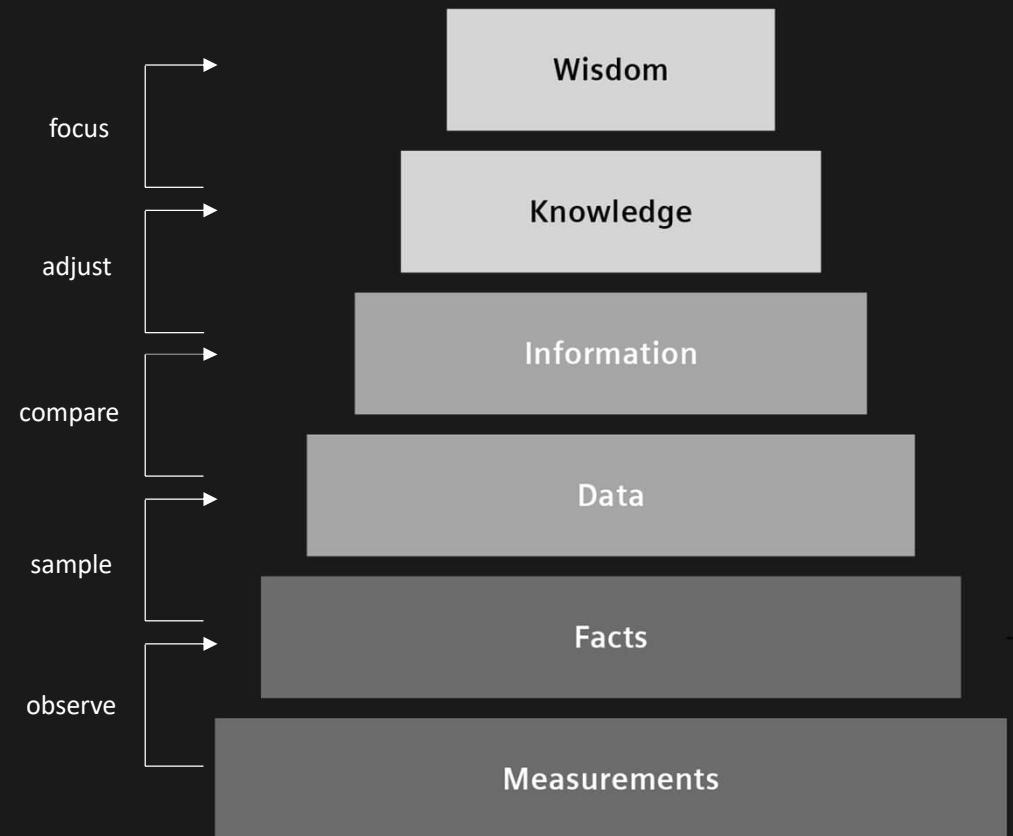 Wisdom
focus
Knowledge
adjust
Information
compare
Data
sample
Facts
observe
Measurements